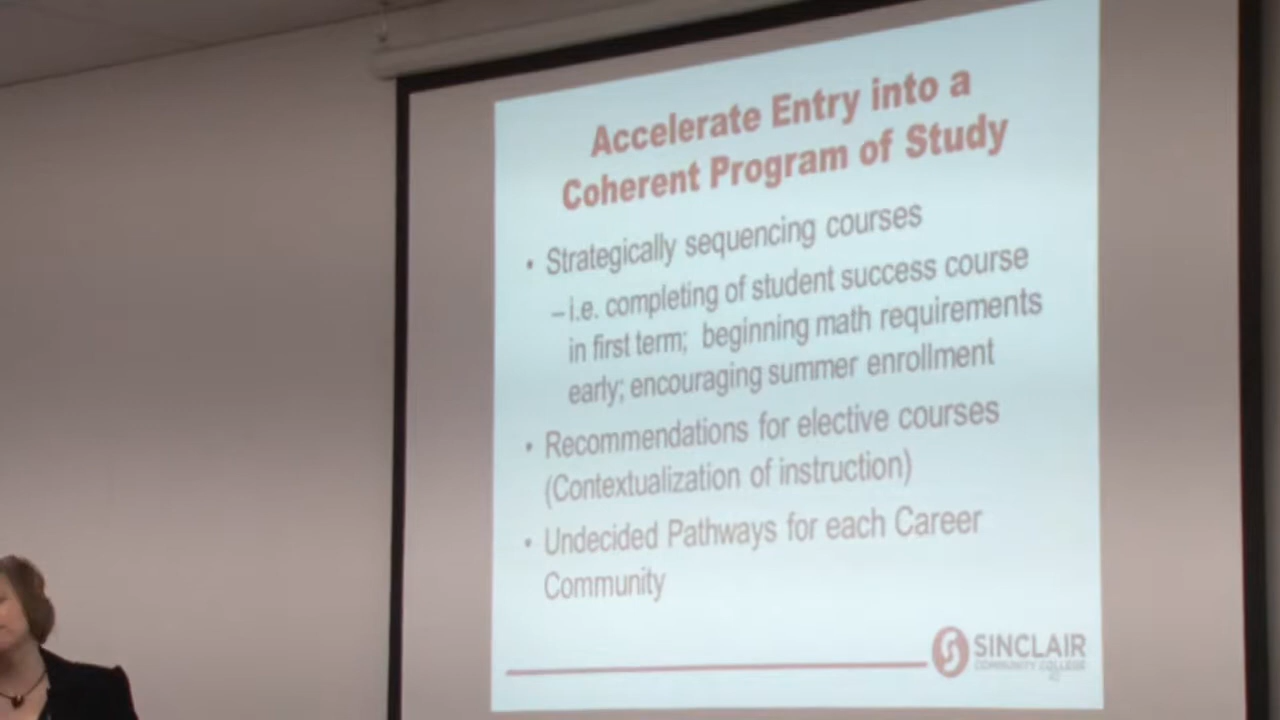 Accelerate Entry into a
Coherent Program of Study
• Strategically sequencing courses
– i.e. completing of student success course
in first term; beginning math requirements
early; encouraging summer enrollment
• Recommendations for elective courses
(Contextualization of instruction)
• Undecided Pathways for each Career
Community
SINCLAIR
COMMUNITY COLLEGE